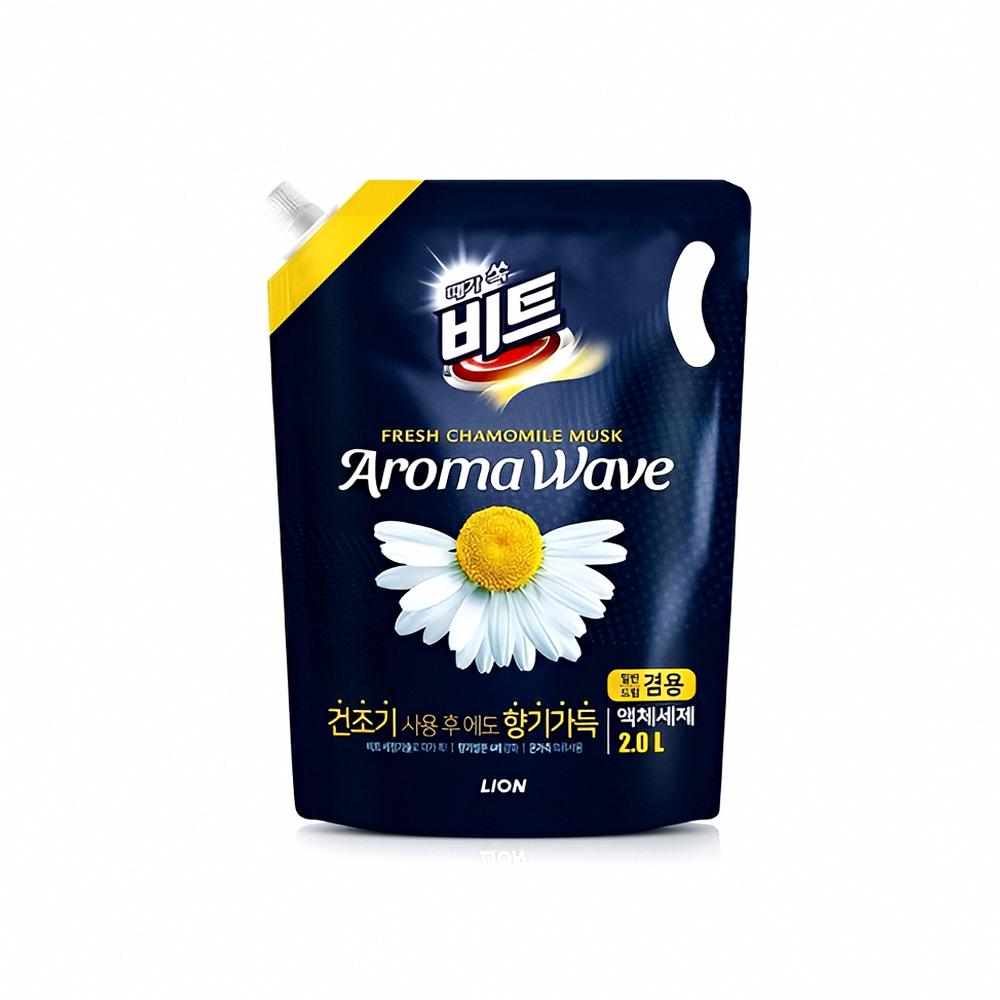 때가 쏙
비트
FRESH CHAMOMILE MUSK
Aroma Wave
일반
드럼
겸용
건조기 사용 후 에도 향기가득
액체세제
2.0 L
LION